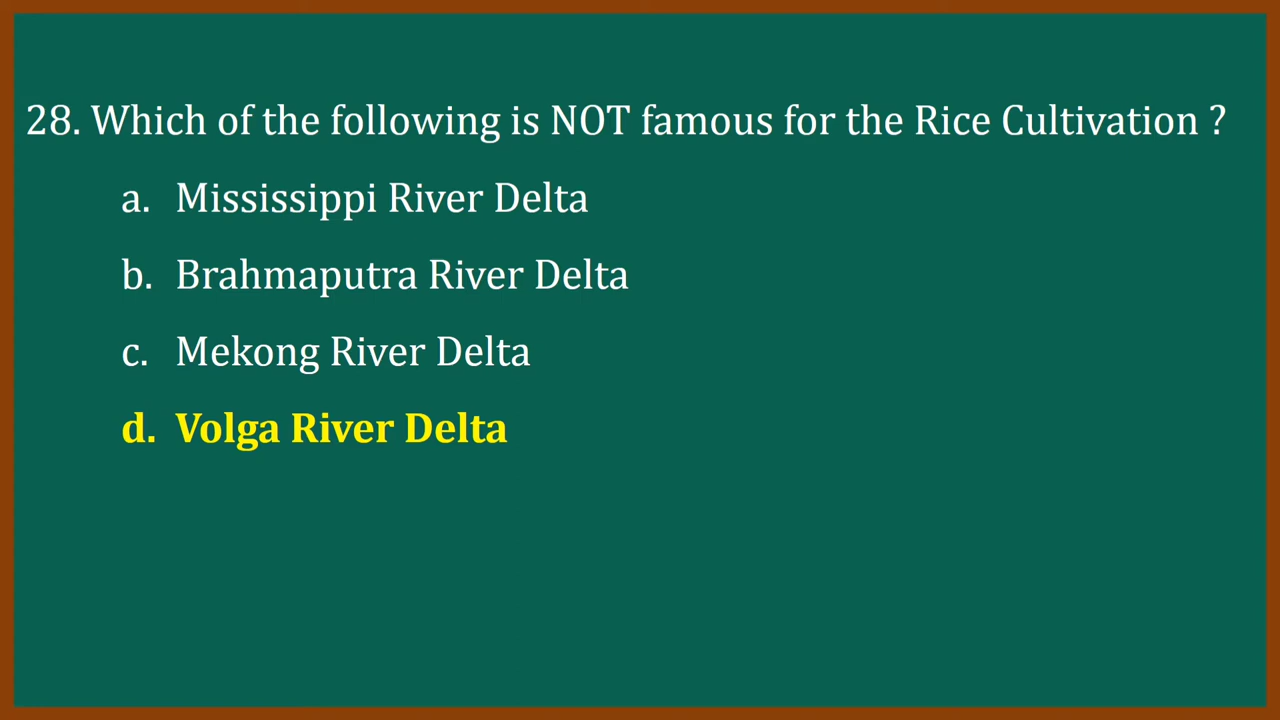 28. Which of the following is NOT famous for the Rice Cultivation ?
a. Mississippi River Delta
b. Brahmaputra River Delta
c. Mekong River Delta
d. Volga River Delta